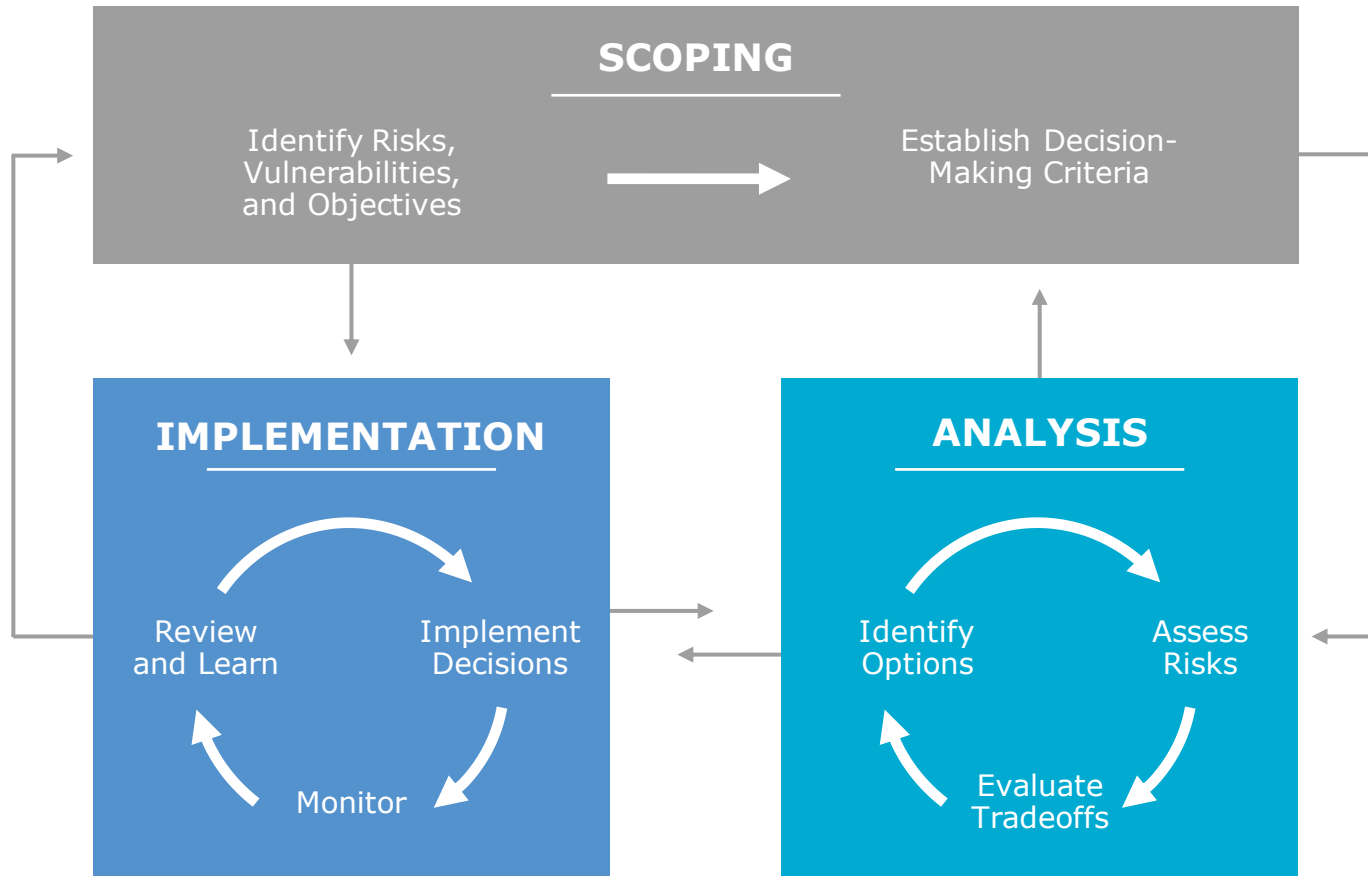 SCOPING
Identify Risks,
Vulnerabilities,
and Objectives
Establish Decision-
Making Criteria
IMPLEMENTATION
Review
and Learn
Implement
Decisions
Monitor
ANALYSIS
Identify
Options
Assess
Risks
Evaluate
Tradeoffs